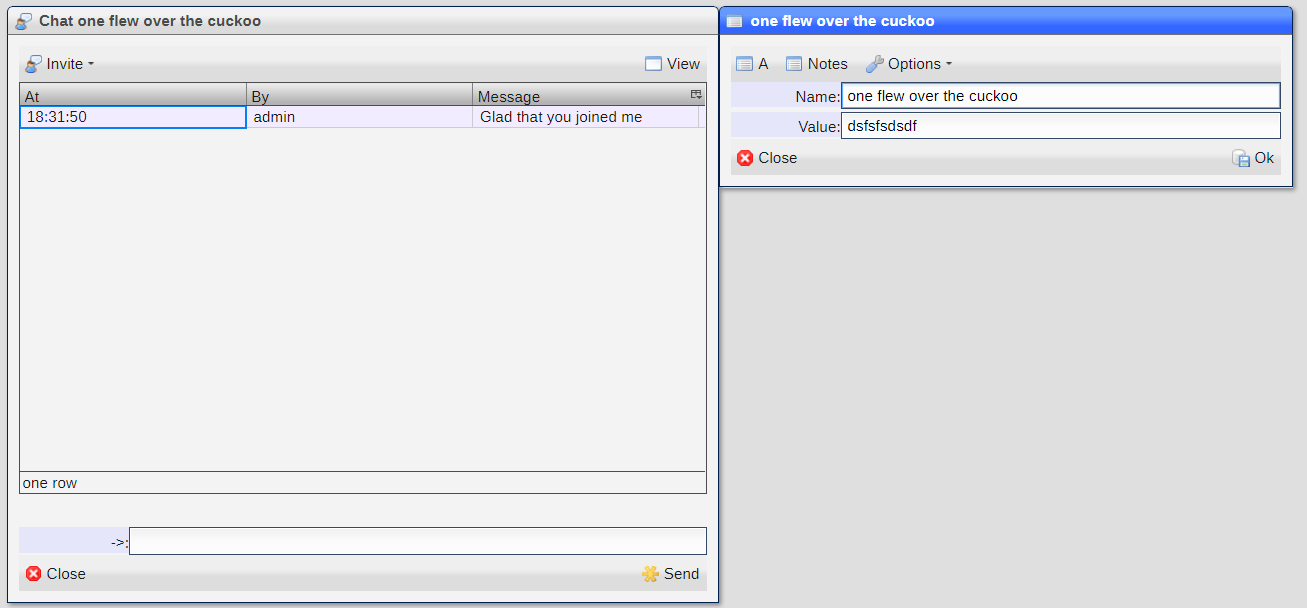 Chat one flew over the cuckoo
Invite
View
At By Message
18:31:50 admin Glad that you joined me
one row
->:
Close Send
one flew over the cuckoo
A Notes Options
Name: one flew over the cuckoo
Value: dsfsfsdsdf
Close Ok